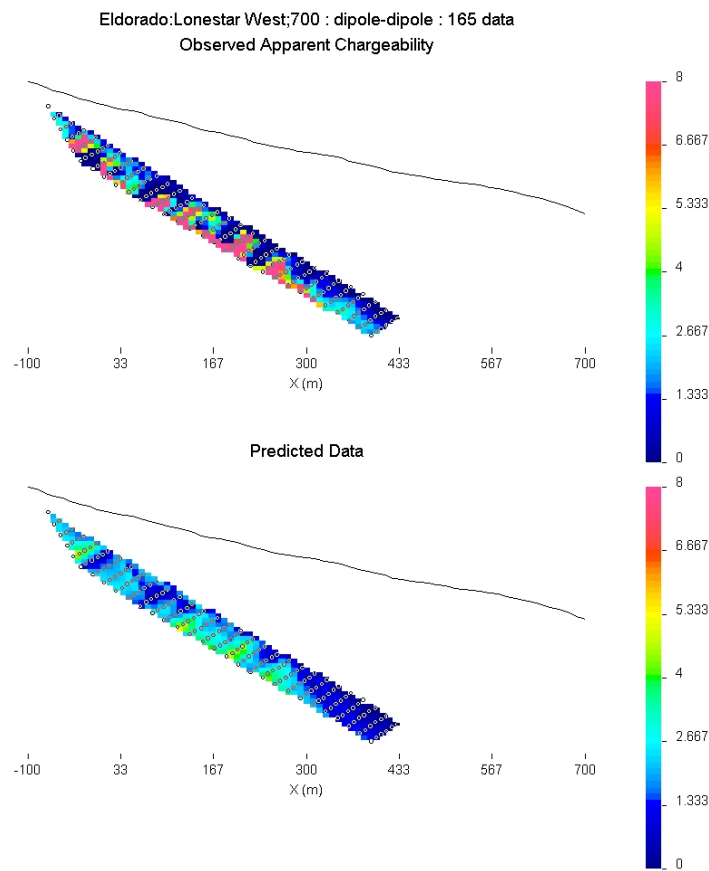 Eldorado:Lonestar West;700 : dipole-dipole : 165 data
Observed Apparent Chargeability
8
6.667
5.333
4
2.667
1.333
0
-100 33 167 300 433 567 700
X (m)
Predicted Data
8
6.667
5.333
4
2.667
1.333
0
-100 33 167 300 433 567 700
X (m)